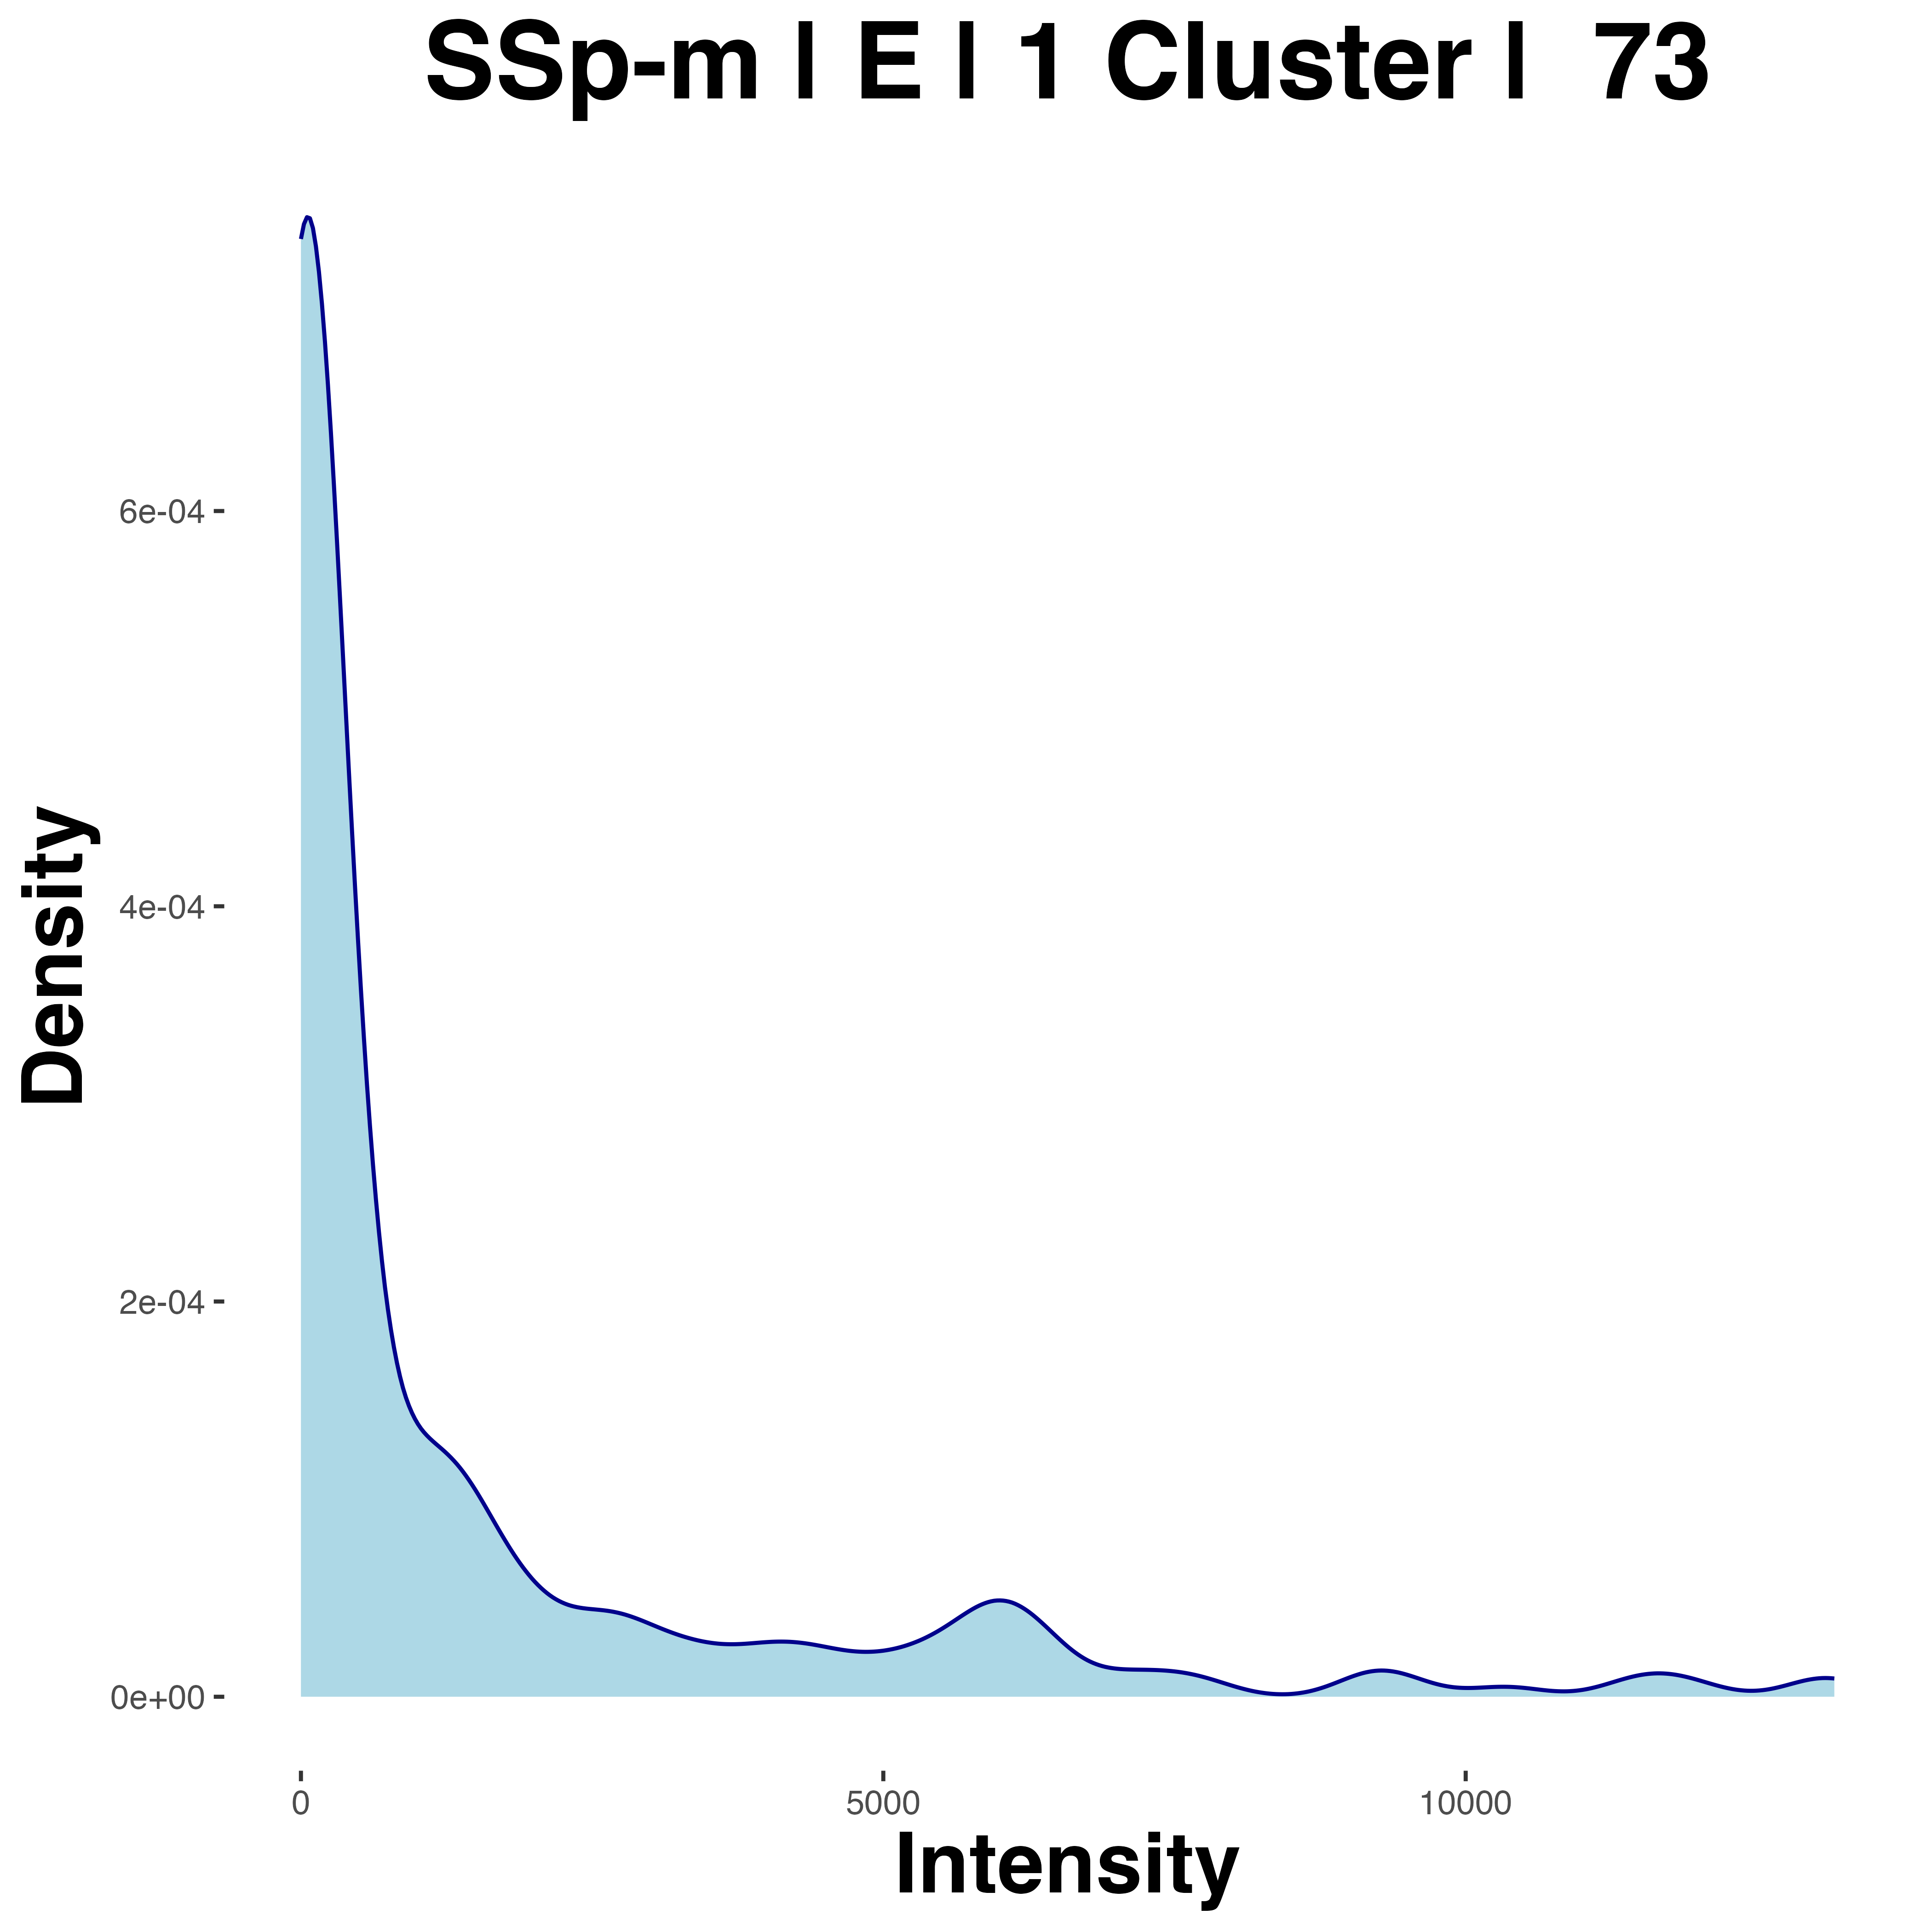 SSp-m | E | 1 Cluster |  73
Density
6e-04
4e-04
2e-04
0e+00
0
5000
10000
Intensity